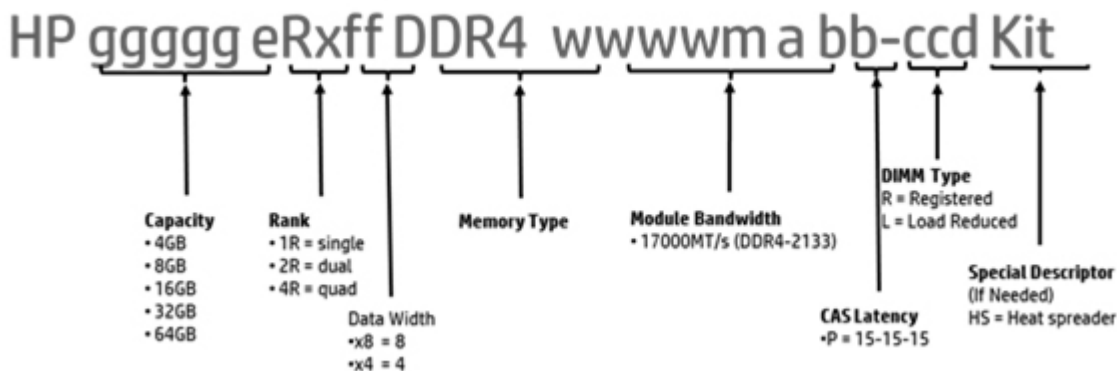 HP ggggg eRxff DDR4 wwwwm a bb-ccd Kit
Capacity
• 4GB
• 8GB
• 16GB
• 32GB
• 64GB
Rank
• 1R = single
• 2R = dual
• 4R = quad
Data Width
•x8 = 8
•x4 = 4
Memory Type
Module Bandwidth
• 17000MT/s (DDR4-2133)
CAS Latency
•P = 15-15-15
DIMM Type
R = Registered
L = Load Reduced
Special Descriptor
(If Needed)
HS = Heat spreader